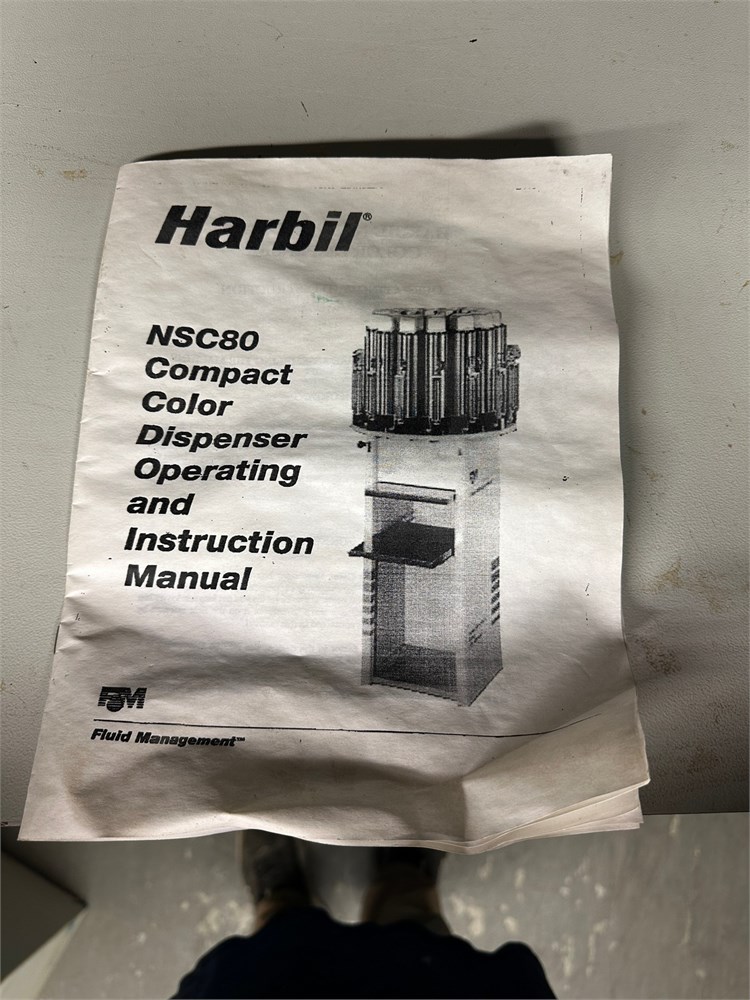 Harbil®
NSC80
Compact
Color
Dispenser
Operating
and
Instruction
Manual
FM
Fluid Management™